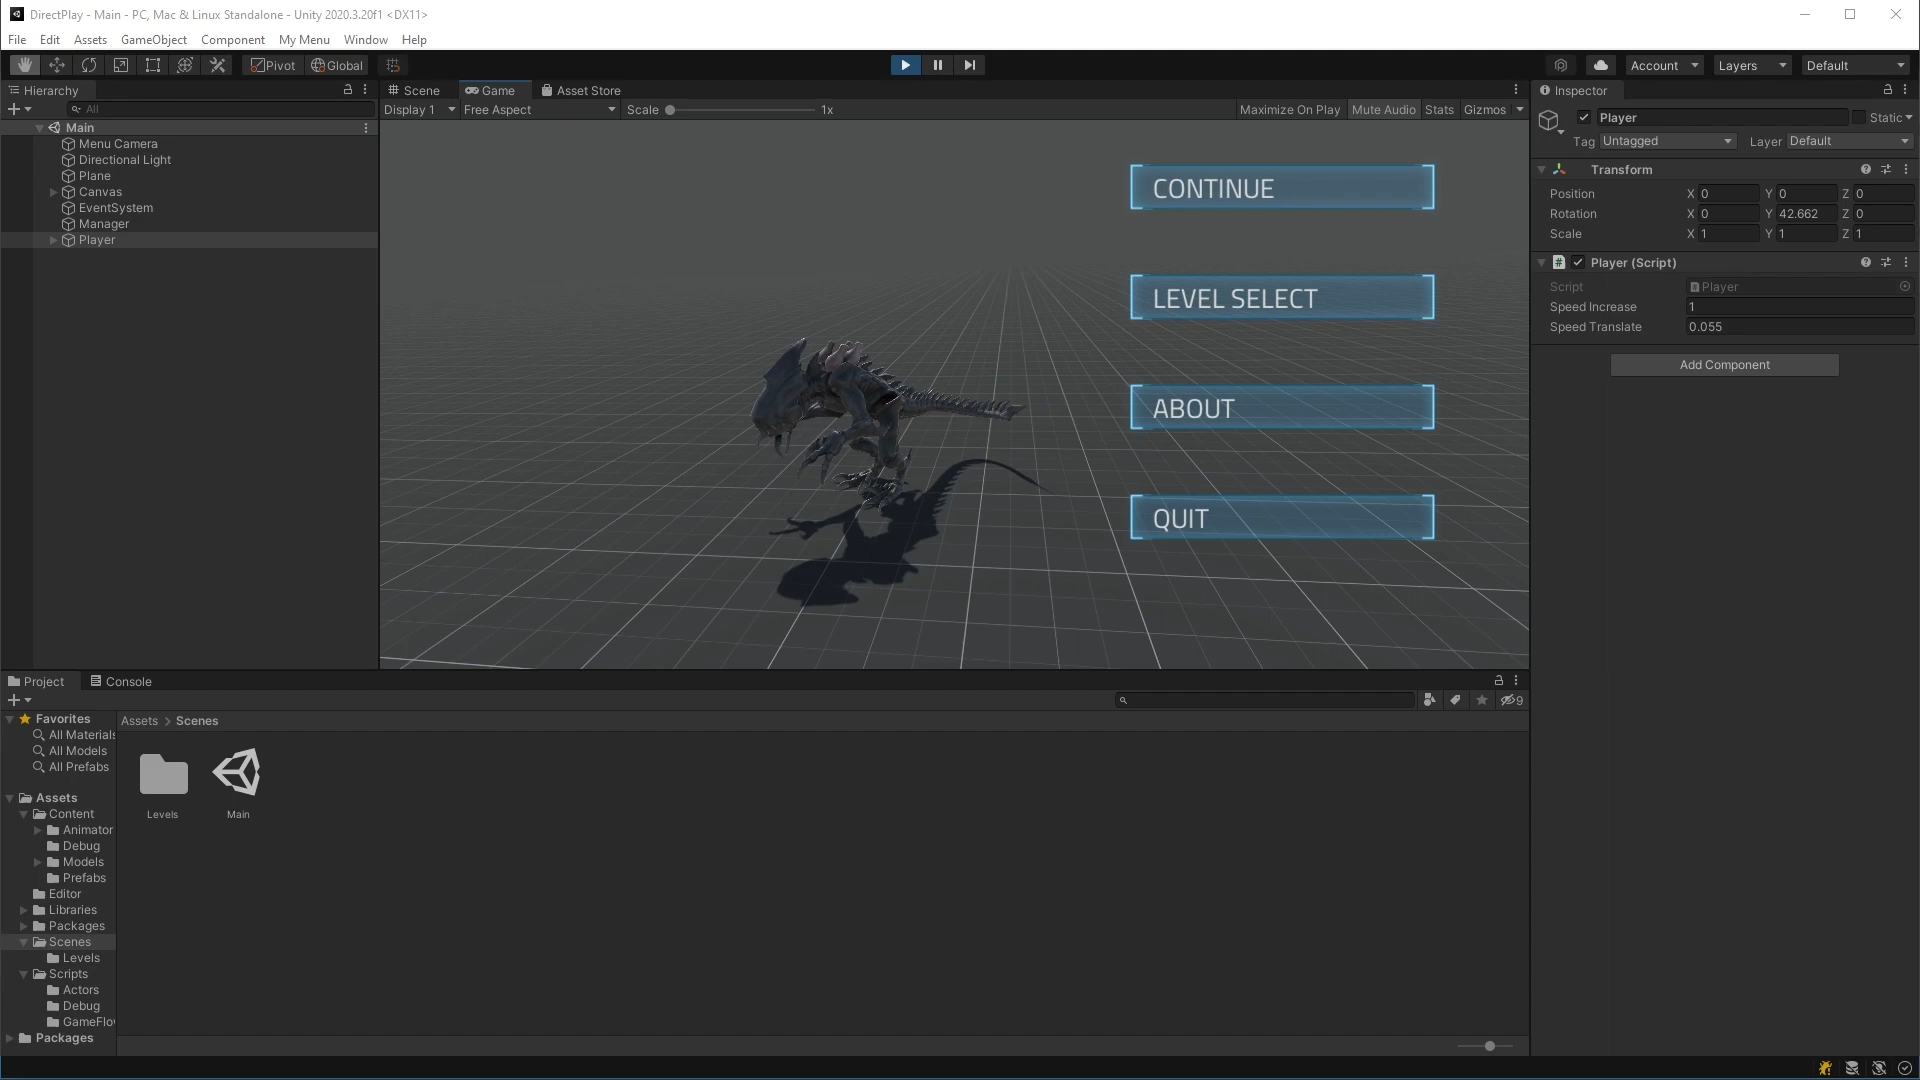 DirectPlay - Main - PC, Mac & Linux Standalone - Unity 2020.3.20f1 <DX11>
File Edit Assets GameObject Component My Menu Window Help
Pivot Global Account Layers Default
Hierarchy
All
Main
Menu Camera
Directional Light
Plane
Canvas
EventSystem
Manager
Player
Scene Game Asset Store
Display 1 Free Aspect Scale 1x Maximize On Play Mute Audio Stats Gizmos
CONTINUE
LEVEL SELECT
ABOUT
QUIT
Inspector
Player Static
Tag Untagged Layer Default
Transform
Position X 0 Y 0 Z 0
Rotation X 0 Y 42.662 Z 0
Scale X 1 Y 1 Z 1
# Player (Script)
Script Player
Speed Increase 1
Speed Translate 0.055
Add Component
Project Console
9
Favorites
All Materials
All Models
All Prefabs
Assets
Content
Animator
Debug
Models
Prefabs
Editor
Libraries
Packages
Scenes
Levels
Scripts
Actors
Debug
GameFlo
Packages
Assets > Scenes
Levels Main